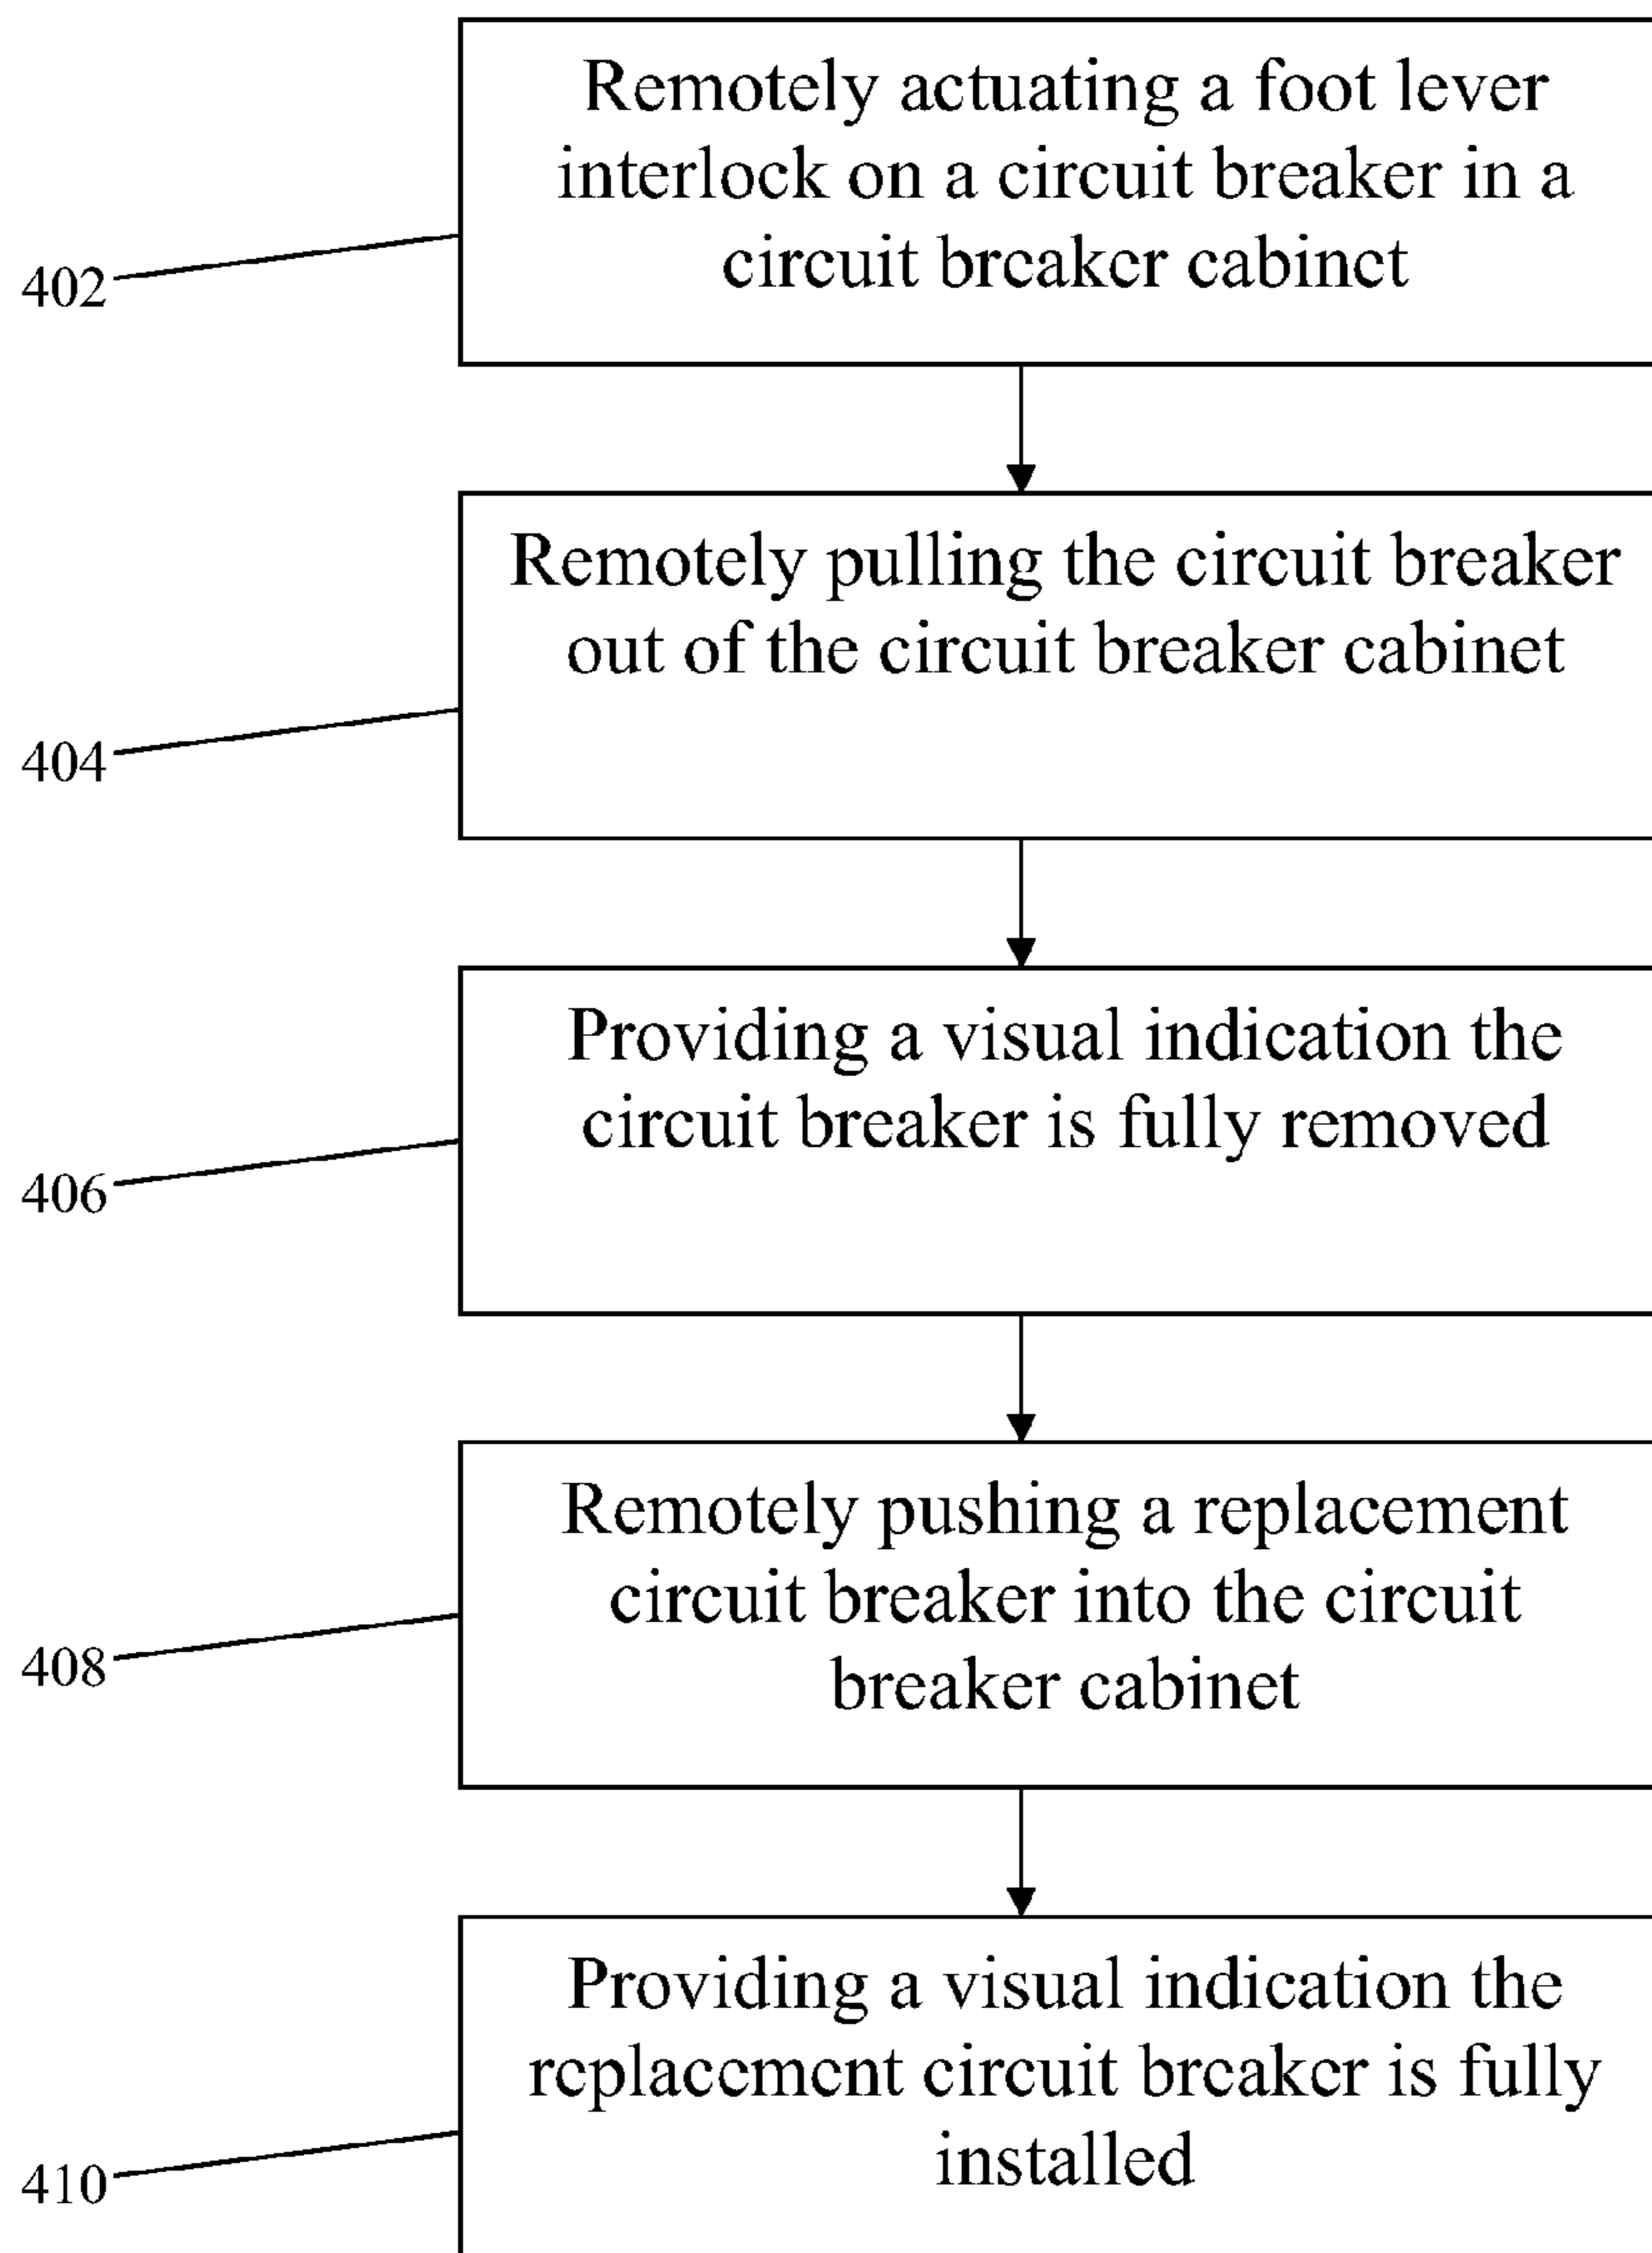 Remotely actuating a foot lever
interlock on a circuit breaker in a
circuit breaker cabinet
402
Remotely pulling the circuit breaker
out of the circuit breaker cabinet
404
Providing a visual indication the
circuit breaker is fully removed
406
Remotely pushing a replacement
circuit breaker into the circuit
breaker cabinet
408
Providing a visual indication the
replacement circuit breaker is fully
installed
410